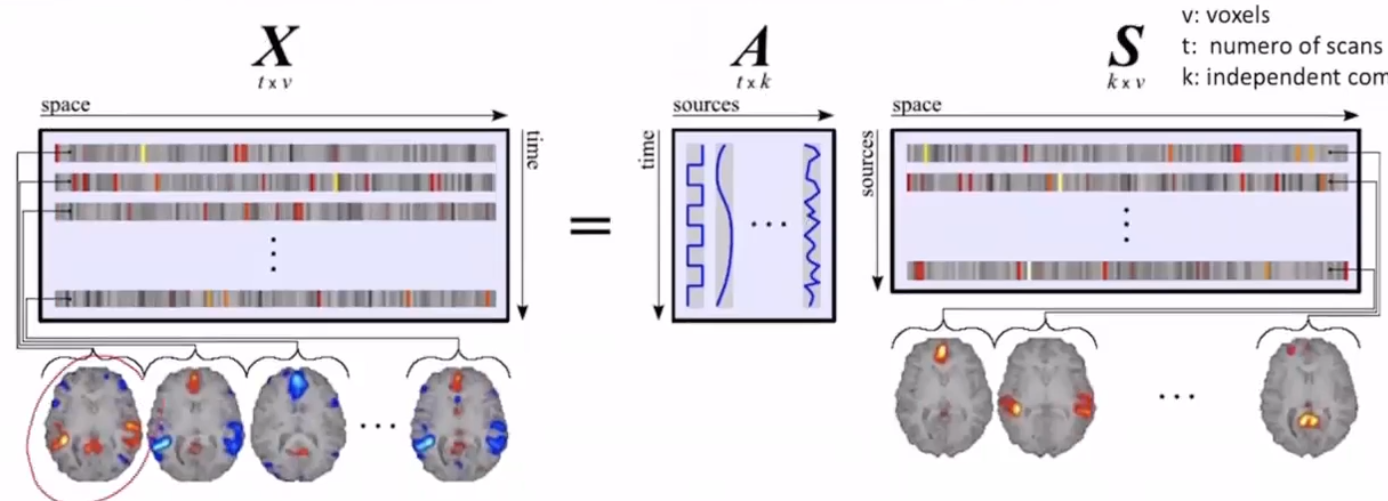 X
t x v
space
time
=
A
t x k
sources
time
...
S
k x v
space
sources
v: voxels
t: numero of scans
k: independent com
...
...